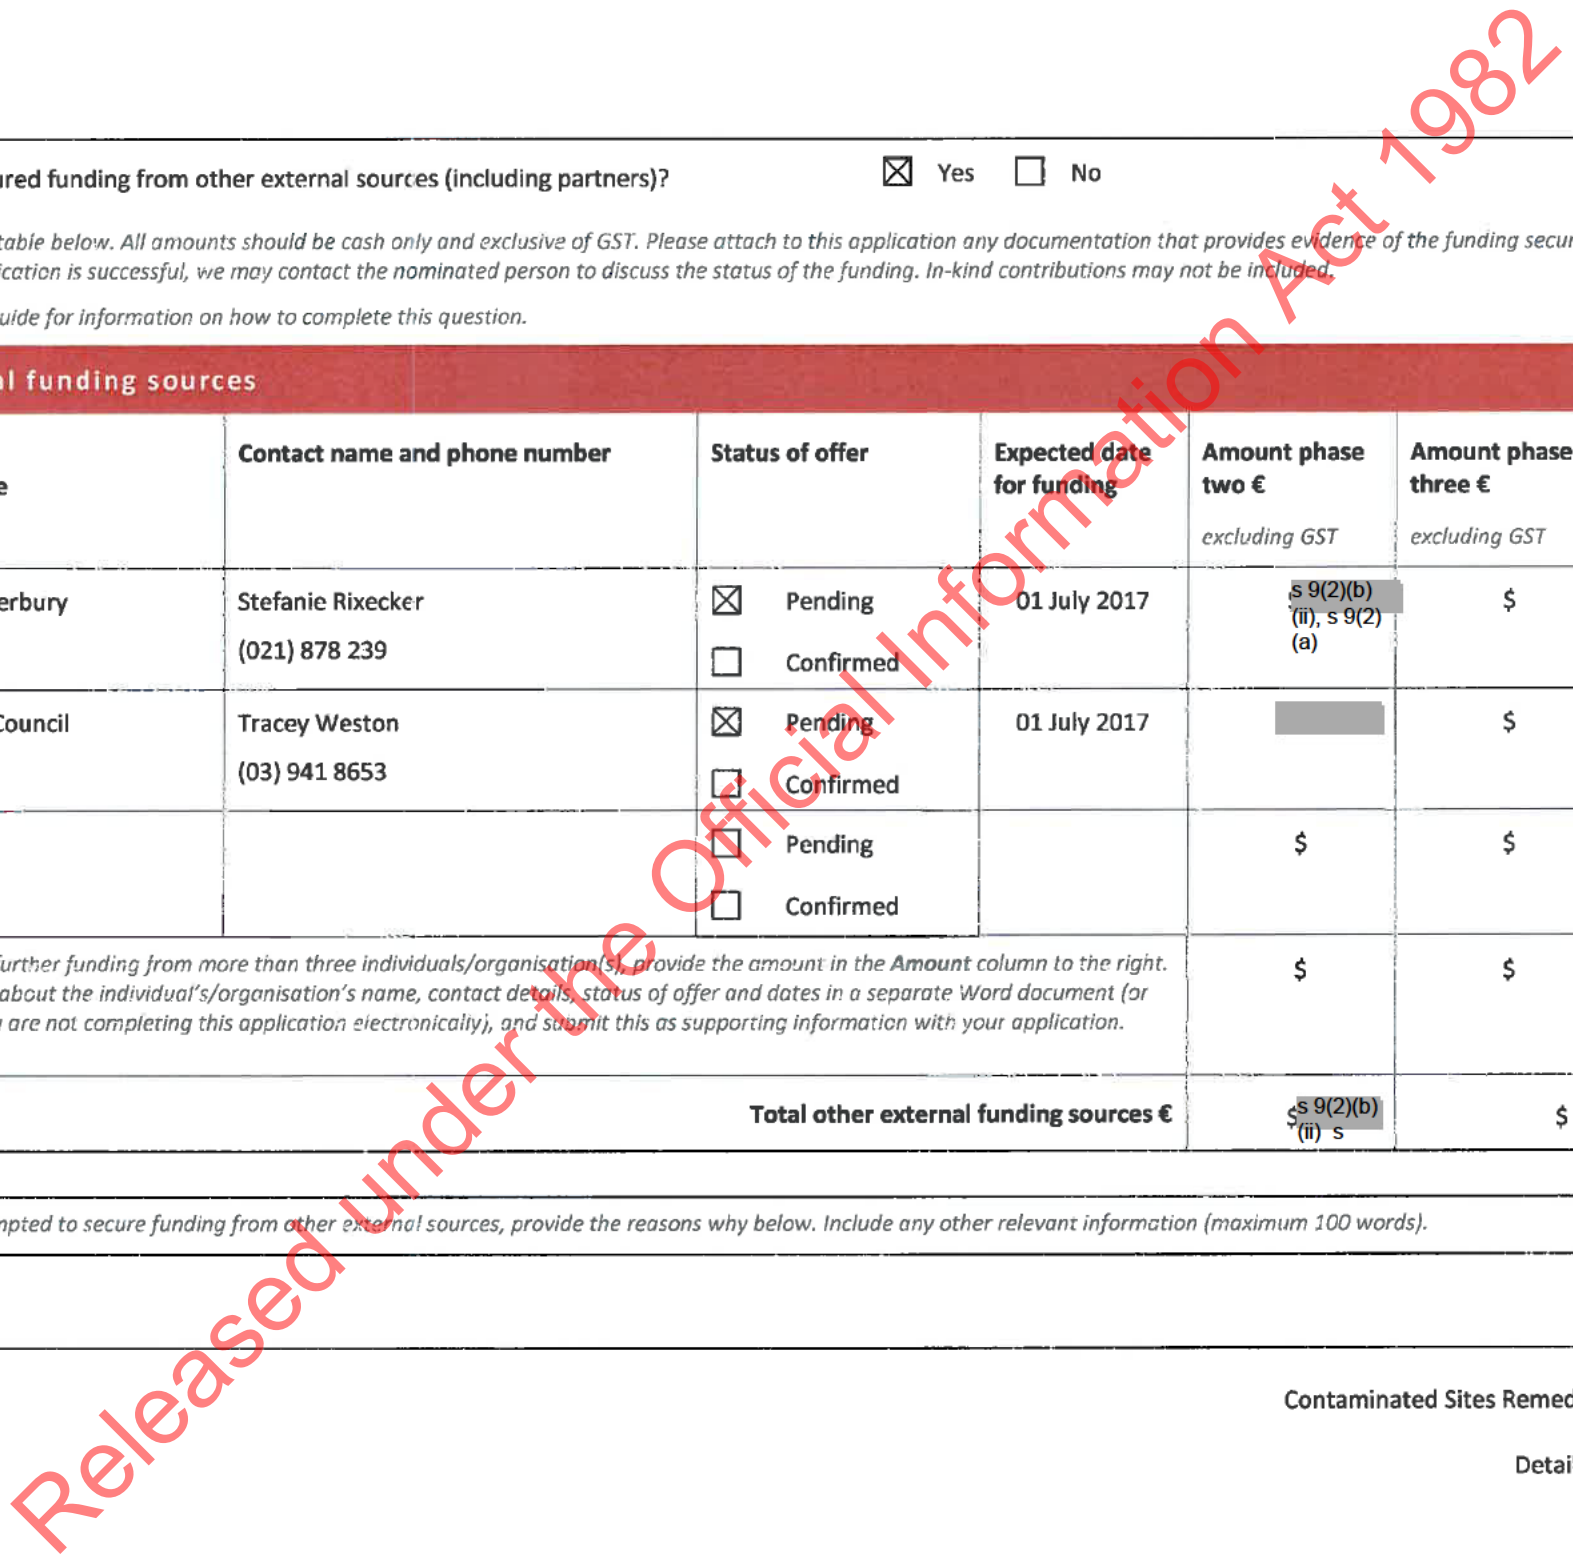 ured funding from other external sources (including partners)? ☒ Yes ☐ No
table below. All amounts should be cash only and exclusive of GST. Please attach to this application any documentation that provides evidence of the funding secur
ication is successful, we may contact the nominated person to discuss the status of the funding. In-kind contributions may not be included.
uide for information on how to complete this question.
al funding sources
e
Contact name and phone number
Status of offer
Expected date
for funding
Amount phase
two €
excluding GST
Amount phase
three €
excluding GST
erbury
Stefanie Rixecker
(021) 878 239
☒ Pending
☐ Confirmed
01 July 2017
s 9(2)(b)
(ii), s 9(2)
(a)
$
Council
Tracey Weston
(03) 941 8653
☒ Pending
☐ Confirmed
01 July 2017
$
☐ Pending
☐ Confirmed
$
$
further funding from more than three individuals/organisation(s), provide the amount in the Amount column to the right.
about the individual's/organisation's name, contact details, status of offer and dates in a separate Word document (or
are not completing this application electronically), and submit this as supporting information with your application.
$
$
Total other external funding sources €
$ s 9(2)(b)
(ii) s
$
mpted to secure funding from other external sources, provide the reasons why below. Include any other relevant information (maximum 100 words).
Contaminated Sites Remed
Detai
Released under the Official Information Act 1982